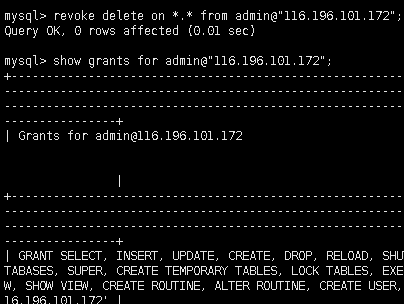 mysql> revoke delete on *.* from admin@"116.196.101.172";
Query OK, 0 rows affected (0.01 sec)
mysql> show grants for admin@"116.196.101.172";
+-------------------------------------------------------
--------------------------------------------------------
--------------------------------------------------------
----------------+
| Grants for admin@116.196.101.172
|
+-------------------------------------------------------
--------------------------------------------------------
--------------------------------------------------------
----------------+
| GRANT SELECT, INSERT, UPDATE, CREATE, DROP, RELOAD, SHU
TABASES, SUPER, CREATE TEMPORARY TABLES, LOCK TABLES, EXE
W, SHOW VIEW, CREATE ROUTINE, ALTER ROUTINE, CREATE USER,
16.196.101.172' |